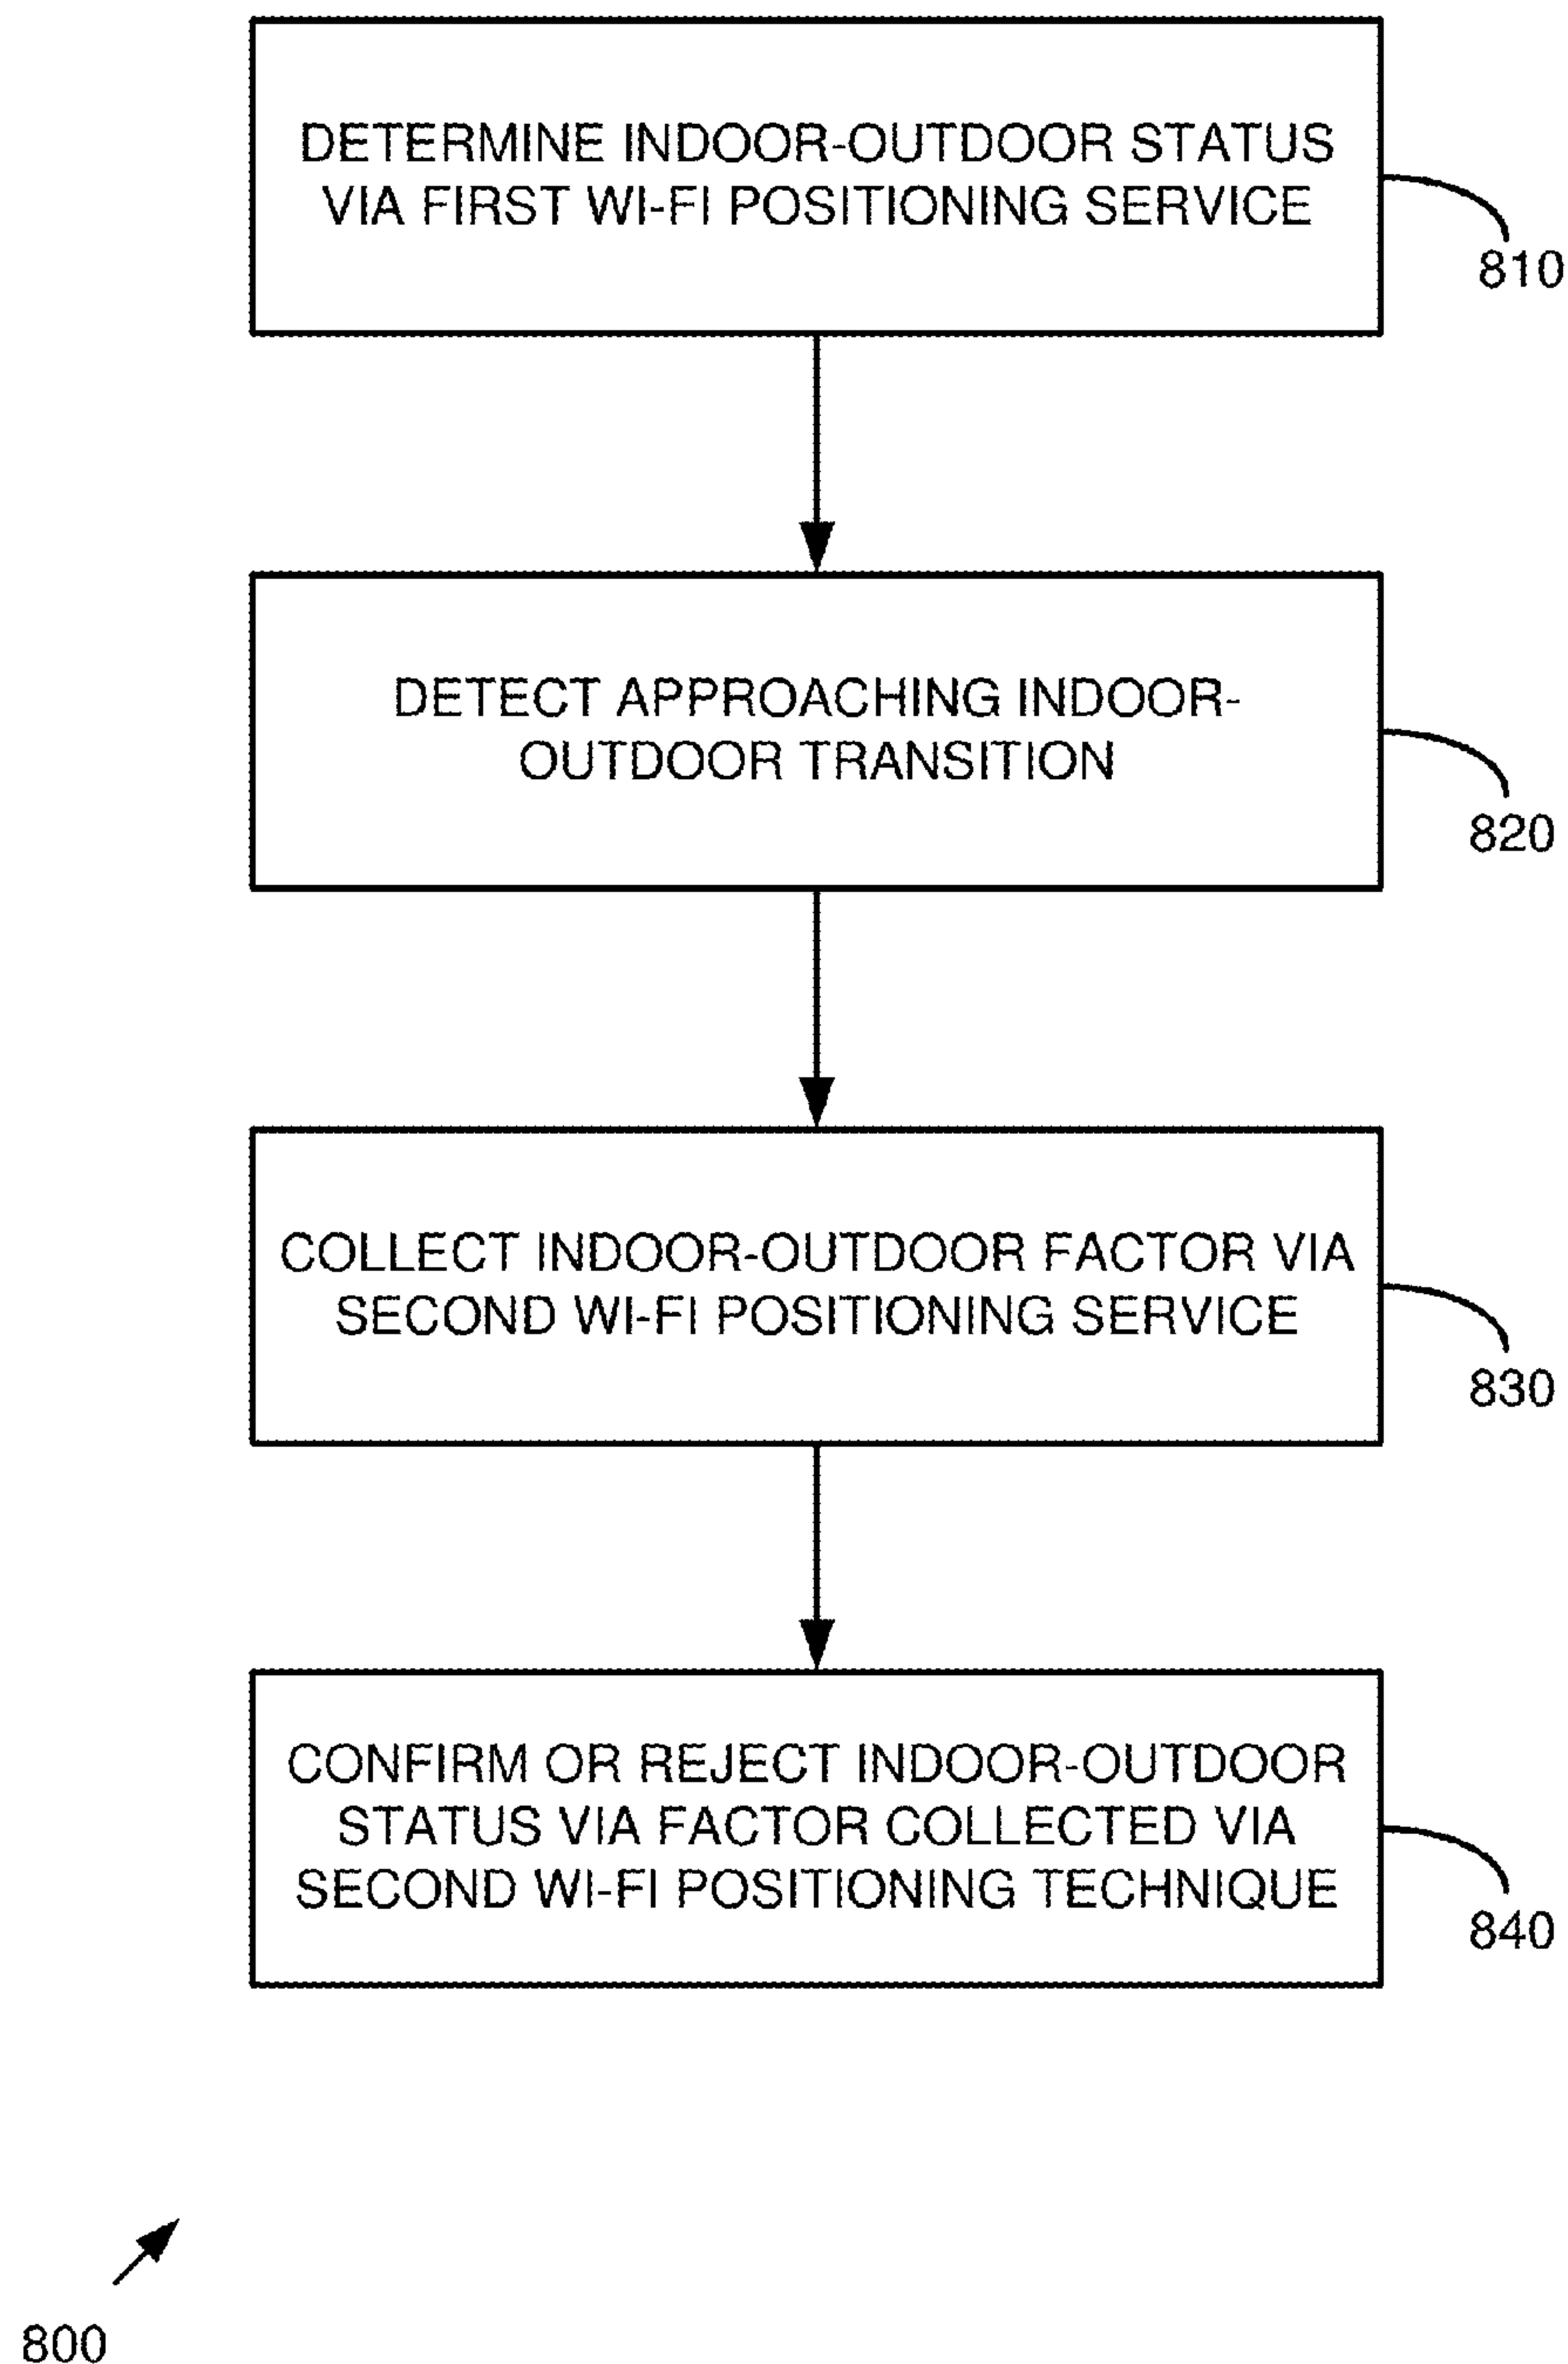 DETERMINE INDOOR-OUTDOOR STATUS
VIA FIRST WI-FI POSITIONING SERVICE
810
DETECT APPROACHING INDOOR-
OUTDOOR TRANSITION
820
COLLECT INDOOR-OUTDOOR FACTOR VIA
SECOND WI-FI POSITIONING SERVICE
830
CONFIRM OR REJECT INDOOR-OUTDOOR
STATUS VIA FACTOR COLLECTED VIA
SECOND WI-FI POSITIONING TECHNIQUE
840
800